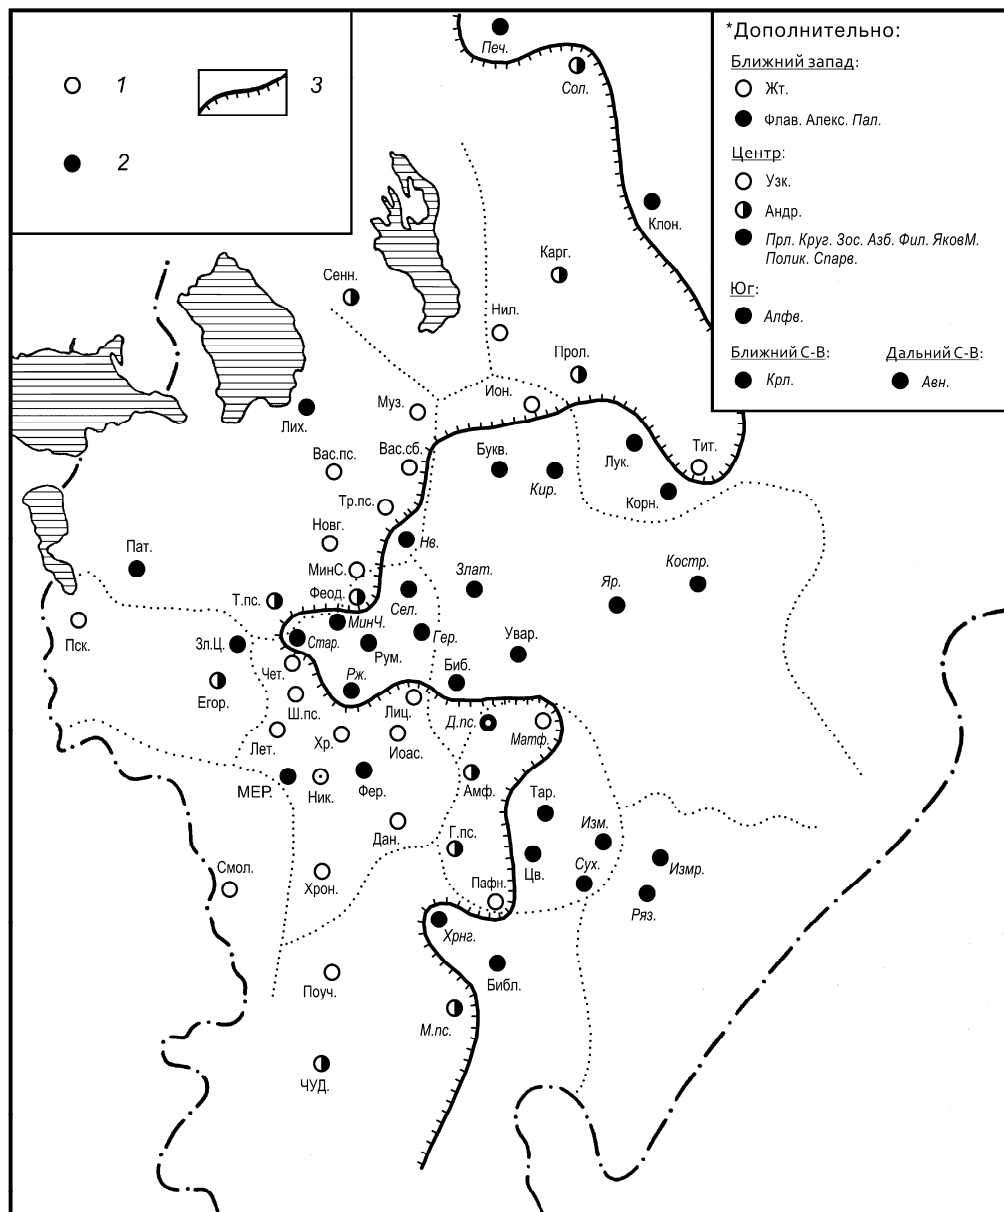 1
3
2
*Дополнительно:
Ближний запад:
Жт.
Флав. Алекс. Пал.
Центр:
Узк.
Андр.
Прл. Круг. Зос. Азб. Фил. ЯковМ.
Полик. Спарв.
Юг:
Алфв.
Ближний С-В: Дальний С-В:
Крл. Авн.
Печ.
Сол.
Клон.
Карг.
Сенн.
Нил.
Прол.
Муз.
Ион.
Лих.
Вас.пс.
Вас.сб.
Букв.
Кир.
Лук.
Тит.
Корн.
Тр.пс.
Новг.
Нв.
Пат.
МинС.
Феод.
Злат.
Костр.
Яр.
Т.пс.
Сел.
МинЧ.
Пск.
Зл.Ц.
Стар.
Рум.
Гер.
Увар.
Чет.
Рж.
Биб.
Егор.
Ш.пс.
Лиц.
Д.пс.
Матф.
Лет.
Хр.
Иоас.
МЕР.
Ник.
Фер.
Амф.
Тар.
Дан.
Г.пс.
Изм.
Цв.
Сух.
Измр.
Смол.
Хрон.
Пафн.
Ряз.
Хрнг.
Библ.
Поуч.
М.пс.
ЧУД.